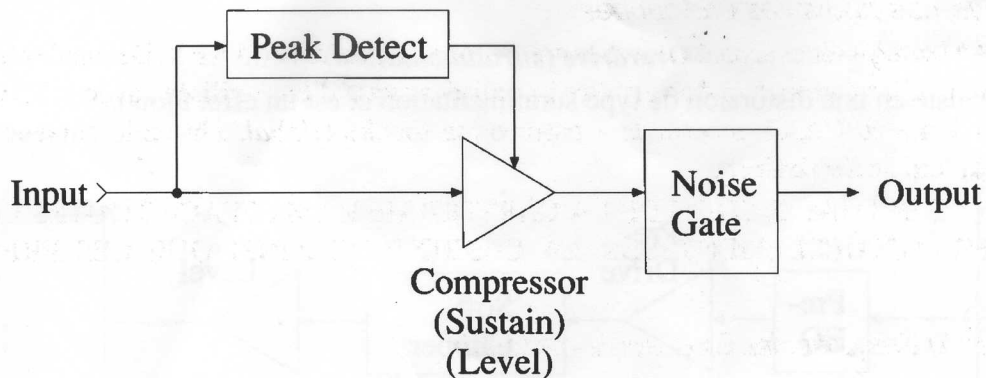 Peak Detect
Input
Noise
Gate
Output
Compressor
(Sustain)
(Level)